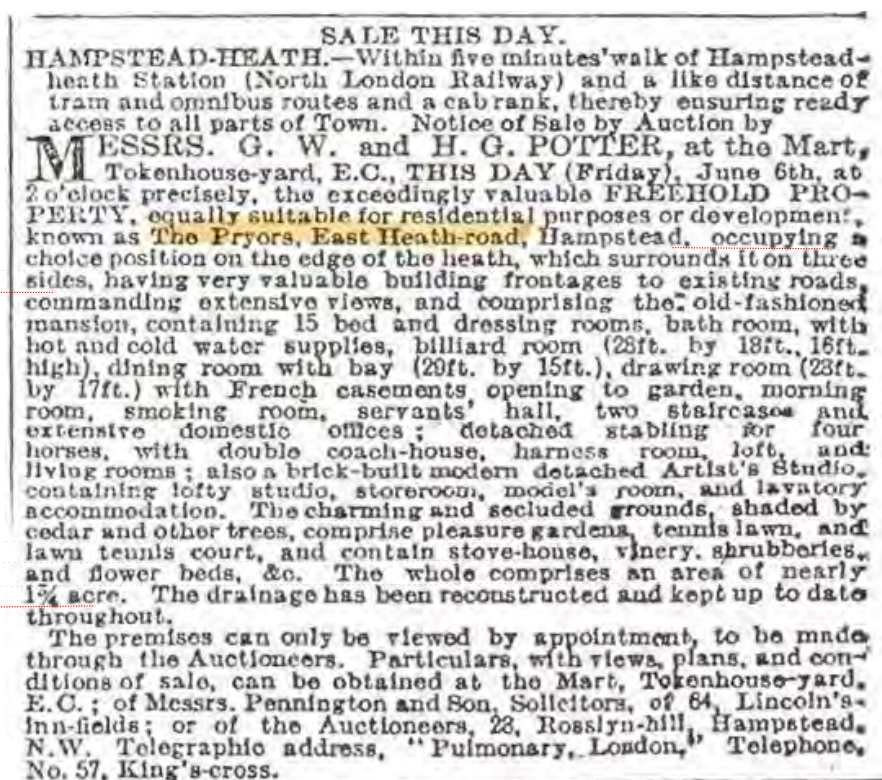 SALE THIS DAY.
HAMPSTEAD-HEATH.—Within five minutes' walk of Hampstead-
heath Station (North London Railway) and a like distance of
tram and omnibus routes and a cab rank, thereby ensuring ready
access to all parts of Town. Notice of Sale by Auction by
MESSRS. G. W. and H. G. POTTER, at the Mart,
Tokenhouse-yard, E.C., THIS DAY (Friday), June 6th, at
2 o'clock precisely, the exceedingly valuable FREEHOLD PRO-
PERTY, equally suitable for residential purposes or development,
known as The Pryors, East Heath-road, Hampstead, occupying a
choice position on the edge of the heath, which surrounds it on three
sides, having very valuable building frontages to existing roads,
commanding extensive views, and comprising the old-fashioned
mansion, containing 15 bed and dressing rooms, bath room, with
hot and cold water supplies, billiard room (28ft. by 18ft., 16ft.
high), dining room with bay (29ft. by 15ft.), drawing room (23ft.
by 17ft.) with French casements opening to garden, morning
room, smoking room, servants' hall, two staircases and
extensive domestic offices; detached stabling for four
horses, with double coach-house, harness room, loft, and
living rooms; also a brick-built modern detached Artist's Studio,
containing lofty studio, storeroom, model's room, and lavatory
accommodation. The charming and secluded grounds, shaded by
cedar and other trees, comprise pleasure gardens, tennis lawn, and
lawn tennis court, and contain stove-house, vinery, shrubberies,
and flower beds, &c. The whole comprises an area of nearly
1¾ acre. The drainage has been reconstructed and kept up to date
throughout.
The premises can only be viewed by appointment, to be made
through the Auctioneers. Particulars, with views, plans, and con-
ditions of sale, can be obtained at the Mart, Tokenhouse-yard,
E.C.; of Messrs. Pennington and Son, Solicitors, of 64, Lincoln's-
inn-fields; or of the Auctioneers, 23, Rosslyn-hill, Hampstead,
N.W. Telegraphic address, "Pulmonary, London," Telephone,
No. 57, King's-cross.